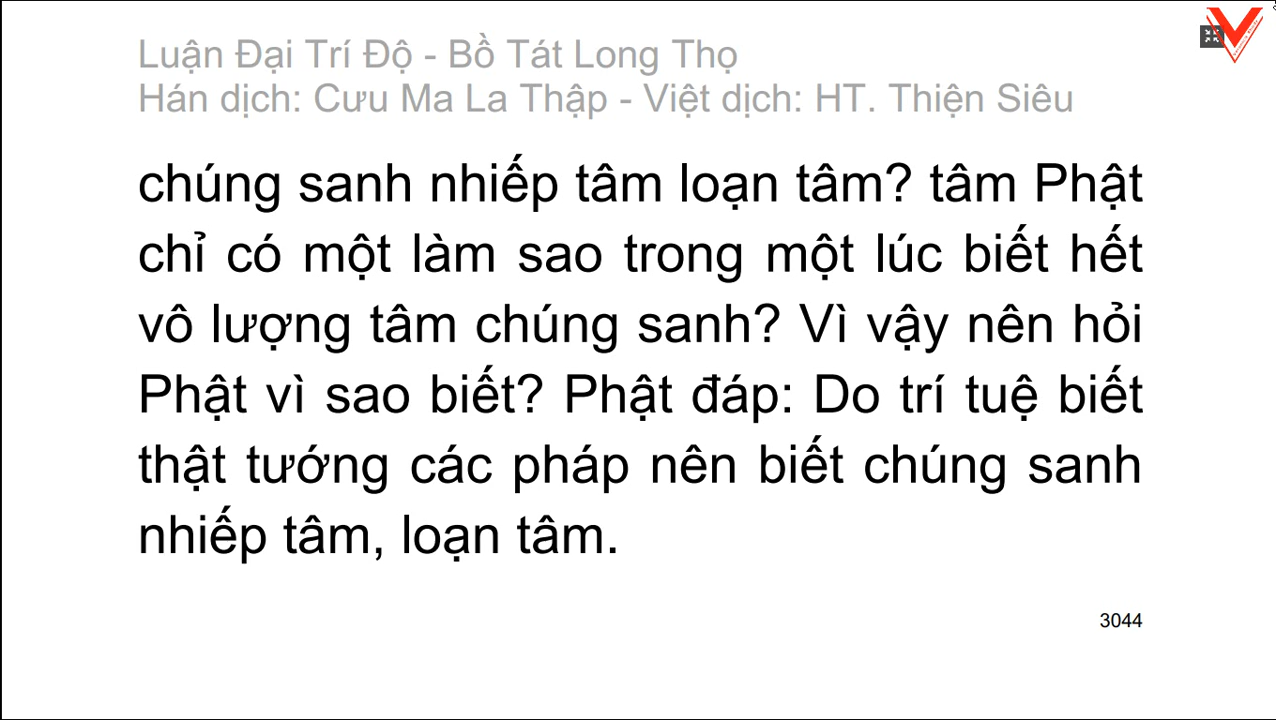 Luận Đại Trí Độ - Bồ Tát Long Thọ
Hán dịch: Cưu Ma La Thập - Việt dịch: HT. Thiện Siêu
chúng sanh nhiếp tâm loạn tâm? tâm Phật
chỉ có một làm sao trong một lúc biết hết
vô lượng tâm chúng sanh? Vì vậy nên hỏi
Phật vì sao biết? Phật đáp: Do trí tuệ biết
thật tướng các pháp nên biết chúng sanh
nhiếp tâm, loạn tâm.
3044